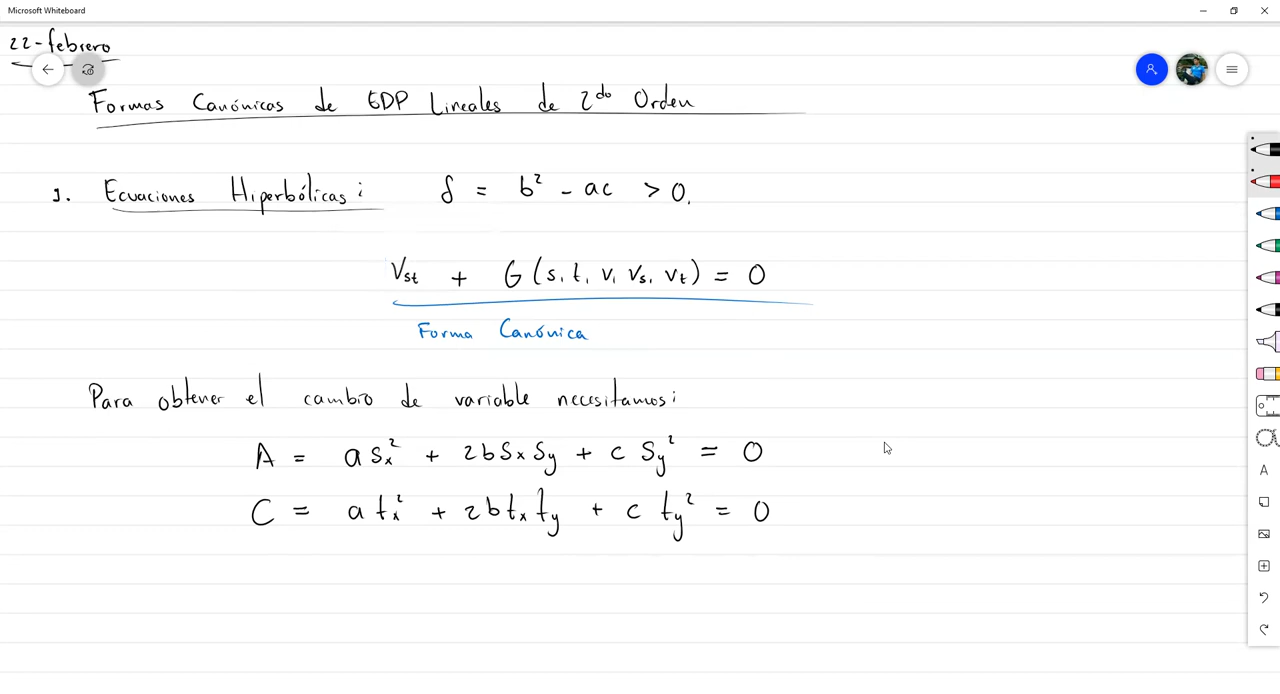 Microsoft Whiteboard
22-febrero
Formas Canónicas de EDP Lineales de 2do Orden
1. Ecuaciones Hiperbólicas: δ = b² - ac > 0.
Vst + G(s, t, v, Vs, Vt) = 0
Forma Canónica
Para obtener el cambio de variable necesitamos:
A = a Sx² + 2b Sx Sy + c Sy² = 0
C = a tx² + 2b tx ty + c ty² = 0
A